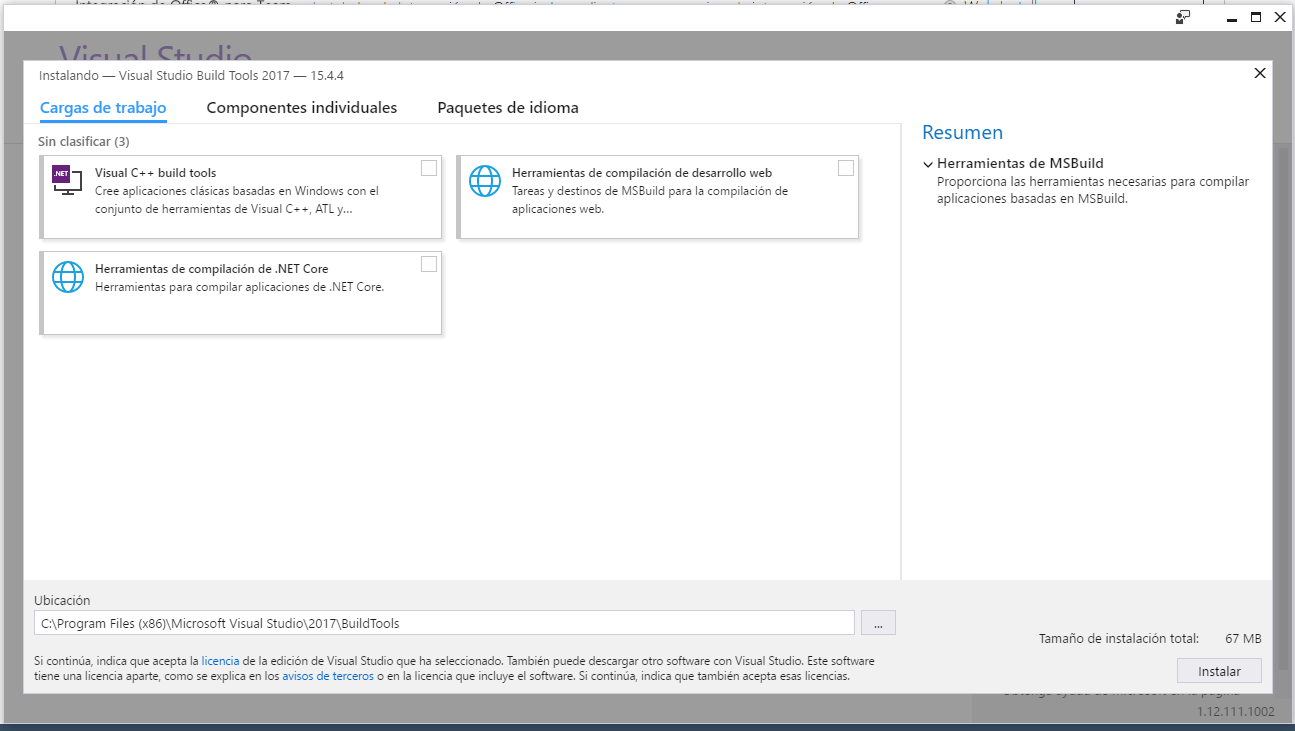 Visual Studio
Instalando — Visual Studio Build Tools 2017 — 15.4.4
Cargas de trabajo
Componentes individuales
Paquetes de idioma
Sin clasificar (3)
.NET
Visual C++ build tools
Cree aplicaciones clásicas basadas en Windows con el
conjunto de herramientas de Visual C++, ATL y...
Herramientas de compilación de desarrollo web
Tareas y destinos de MSBuild para la compilación de
aplicaciones web.
Herramientas de compilación de .NET Core
Herramientas para compilar aplicaciones de .NET Core.
Resumen
Herramientas de MSBuild
Proporciona las herramientas necesarias para compilar
aplicaciones basadas en MSBuild.
Ubicación
C:\Program Files (x86)\Microsoft Visual Studio\2017\BuildTools
...
Si continúa, indica que acepta la licencia de la edición de Visual Studio que ha seleccionado. También puede descargar otro software con Visual Studio. Este software
tiene una licencia aparte, como se explica en los avisos de terceros o en la licencia que incluye el software. Si continúa, indica que también acepta esas licencias.
Tamaño de instalación total: 67 MB
Instalar
1.12.111.1002